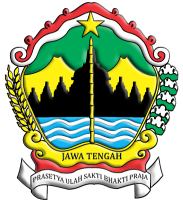 JAWA TENGAH
PRASETYA ULAH SAKTI BHAKTI PRAJA